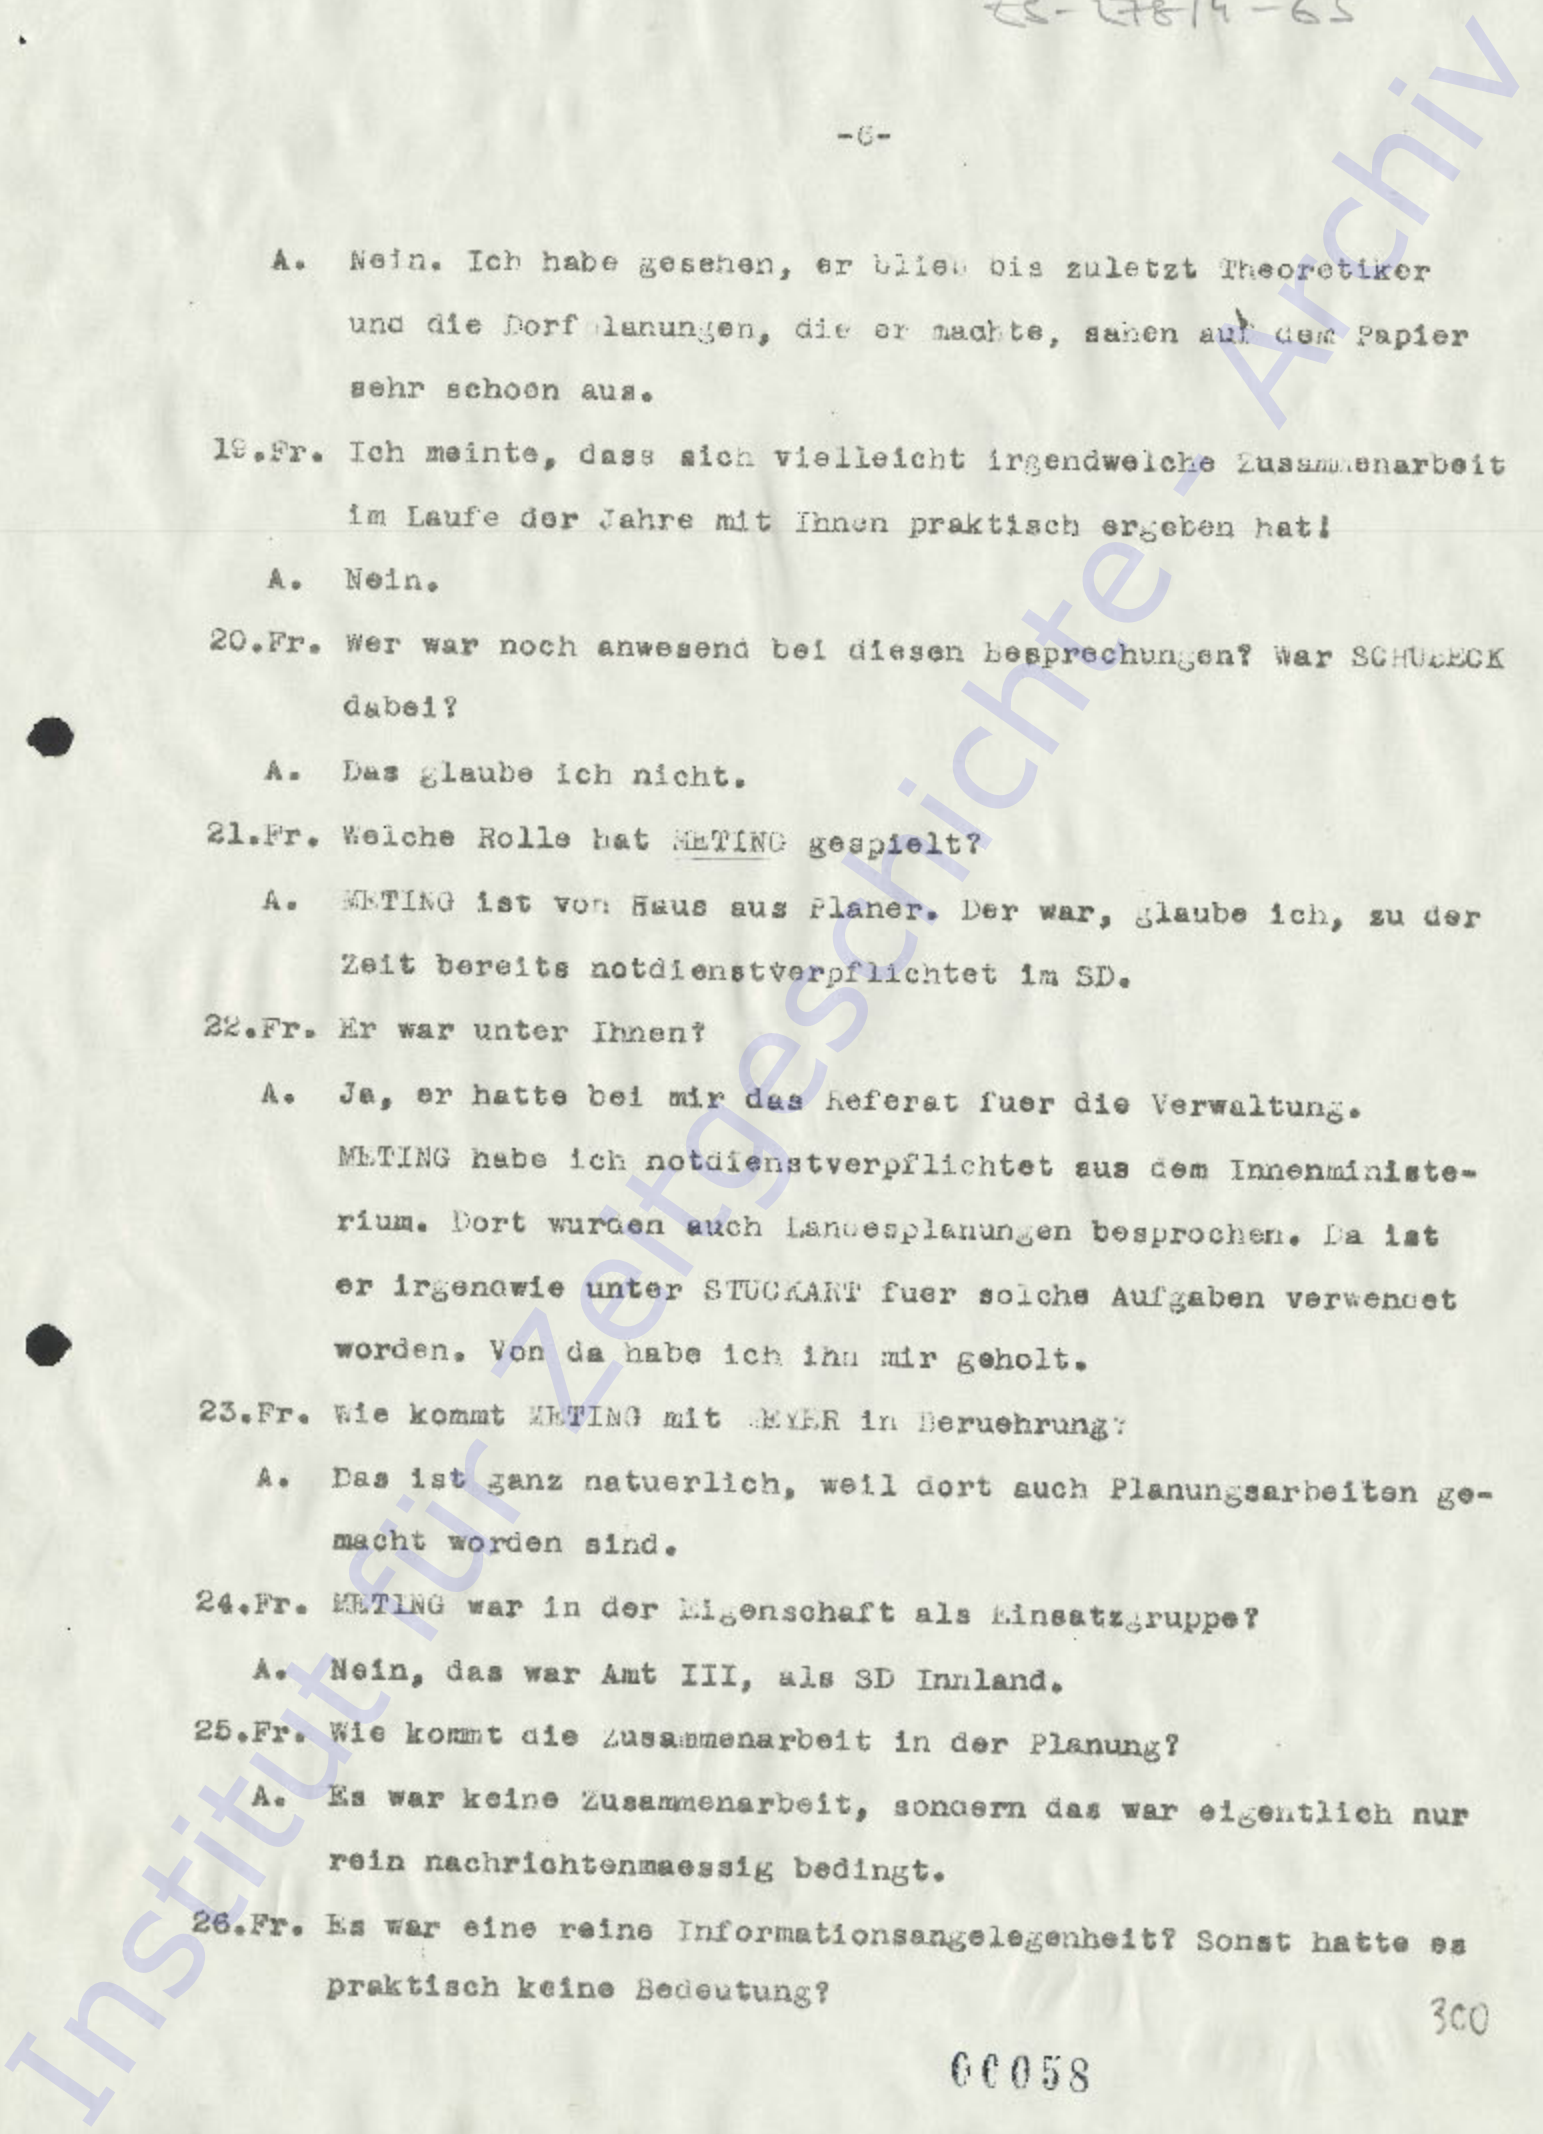 ZS-278/4-65
-6-
A. Nein. Ich habe gesehen, er blieb bis zuletzt Theoretiker
und die Dorfplanungen, die er machte, sahen auf dem Papier
sehr schoen aus.
19.Fr. Ich meinte, dass sich vielleicht irgendwelche Zusammenarbeit
im Laufe der Jahre mit Ihnen praktisch ergeben hat!
A. Nein.
20.Fr. Wer war noch anwesend bei diesen Besprechungen? War SCHUBECK
dabei?
A. Das glaube ich nicht.
21.Fr. Welche Rolle hat METING gespielt?
A. METING ist von Haus aus Planer. Der war, glaube ich, zu der
Zeit bereits notdienstverpflichtet im SD.
22.Fr. Er war unter Ihnen?
A. Ja, er hatte bei mir das Referat fuer die Verwaltung.
METING habe ich notdienstverpflichtet aus dem Innenministe-
rium. Dort wurden auch Landesplanungen besprochen. Da ist
er irgendwie unter STUCKART fuer solche Aufgaben verwendet
worden. Von da habe ich ihn mir geholt.
23.Fr. Wie kommt METING mit MEYER in Beruehrung?
A. Das ist ganz natuerlich, weil dort auch Planungsarbeiten ge-
macht worden sind.
24.Fr. METING war in der Eigenschaft als Einsatzgruppe?
A. Nein, das war Amt III, als SD Innland.
25.Fr. Wie kommt die Zusammenarbeit in der Planung?
A. Es war keine Zusammenarbeit, sondern das war eigentlich nur
rein nachrichtenmaessig bedingt.
26.Fr. Es war eine reine Informationsangelegenheit? Sonst hatte es
praktisch keine Bedeutung?
300
00058
Institut für Zeitgeschichte - Archiv